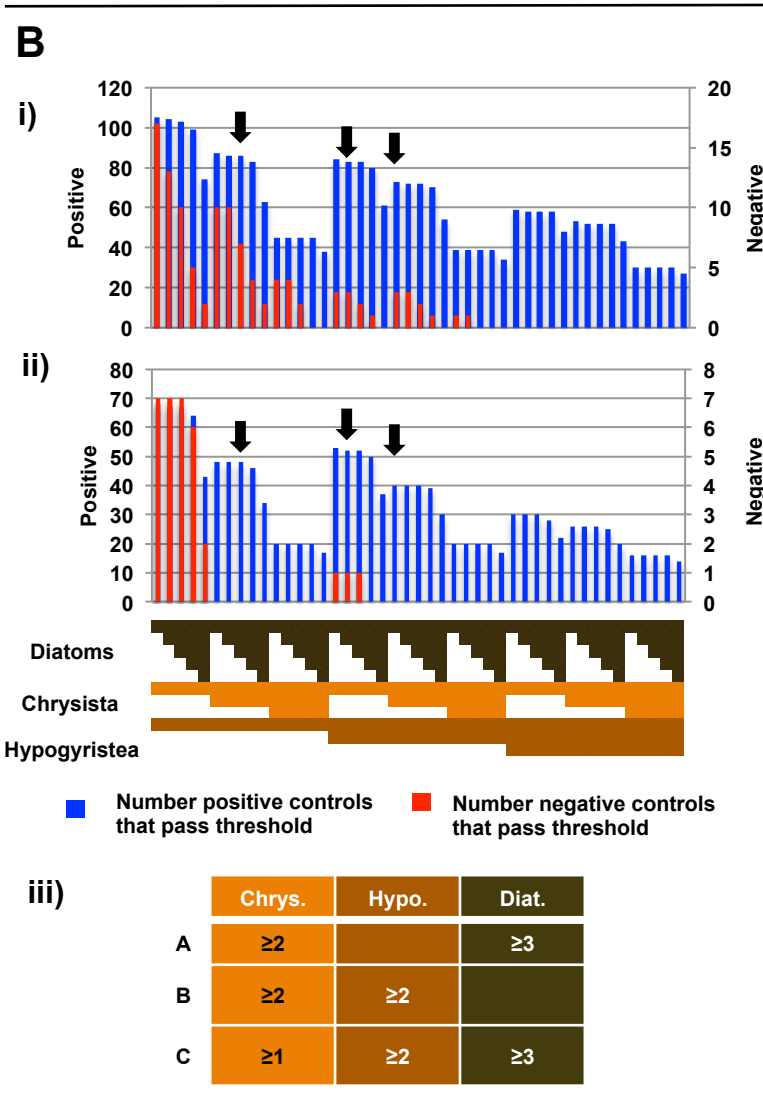 B
i)
120
100
80
60
40
20
0
Positive
20
15
10
5
0
Negative
ii)
80
70
60
50
40
30
20
10
0
Positive
8
7
6
5
4
3
2
1
0
Negative
Diatoms
Chrysista
Hypogyristea
Number positive controls
that pass threshold
Number negative controls
that pass threshold
iii)
Chrys. Hypo. Diat.
A ≥2 ≥3
B ≥2 ≥2
C ≥1 ≥2 ≥3